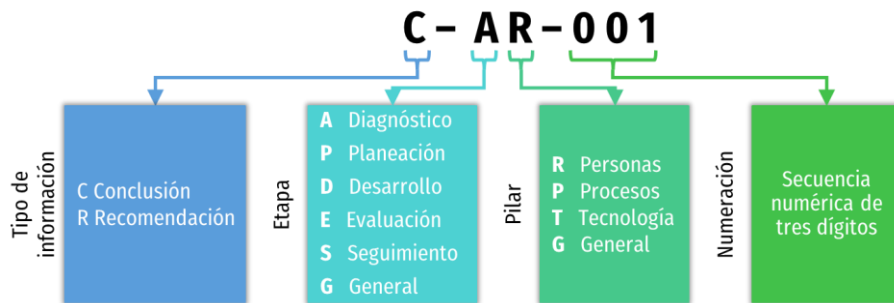 C - A R - 0 0 1
Tipo de
información
C Conclusión
R Recomendación
Etapa
A Diagnóstico
P Planeación
D Desarrollo
E Evaluación
S Seguimiento
G General
Pilar
R Personas
P Procesos
T Tecnología
G General
Numeración
Secuencia
numérica de
tres dígitos